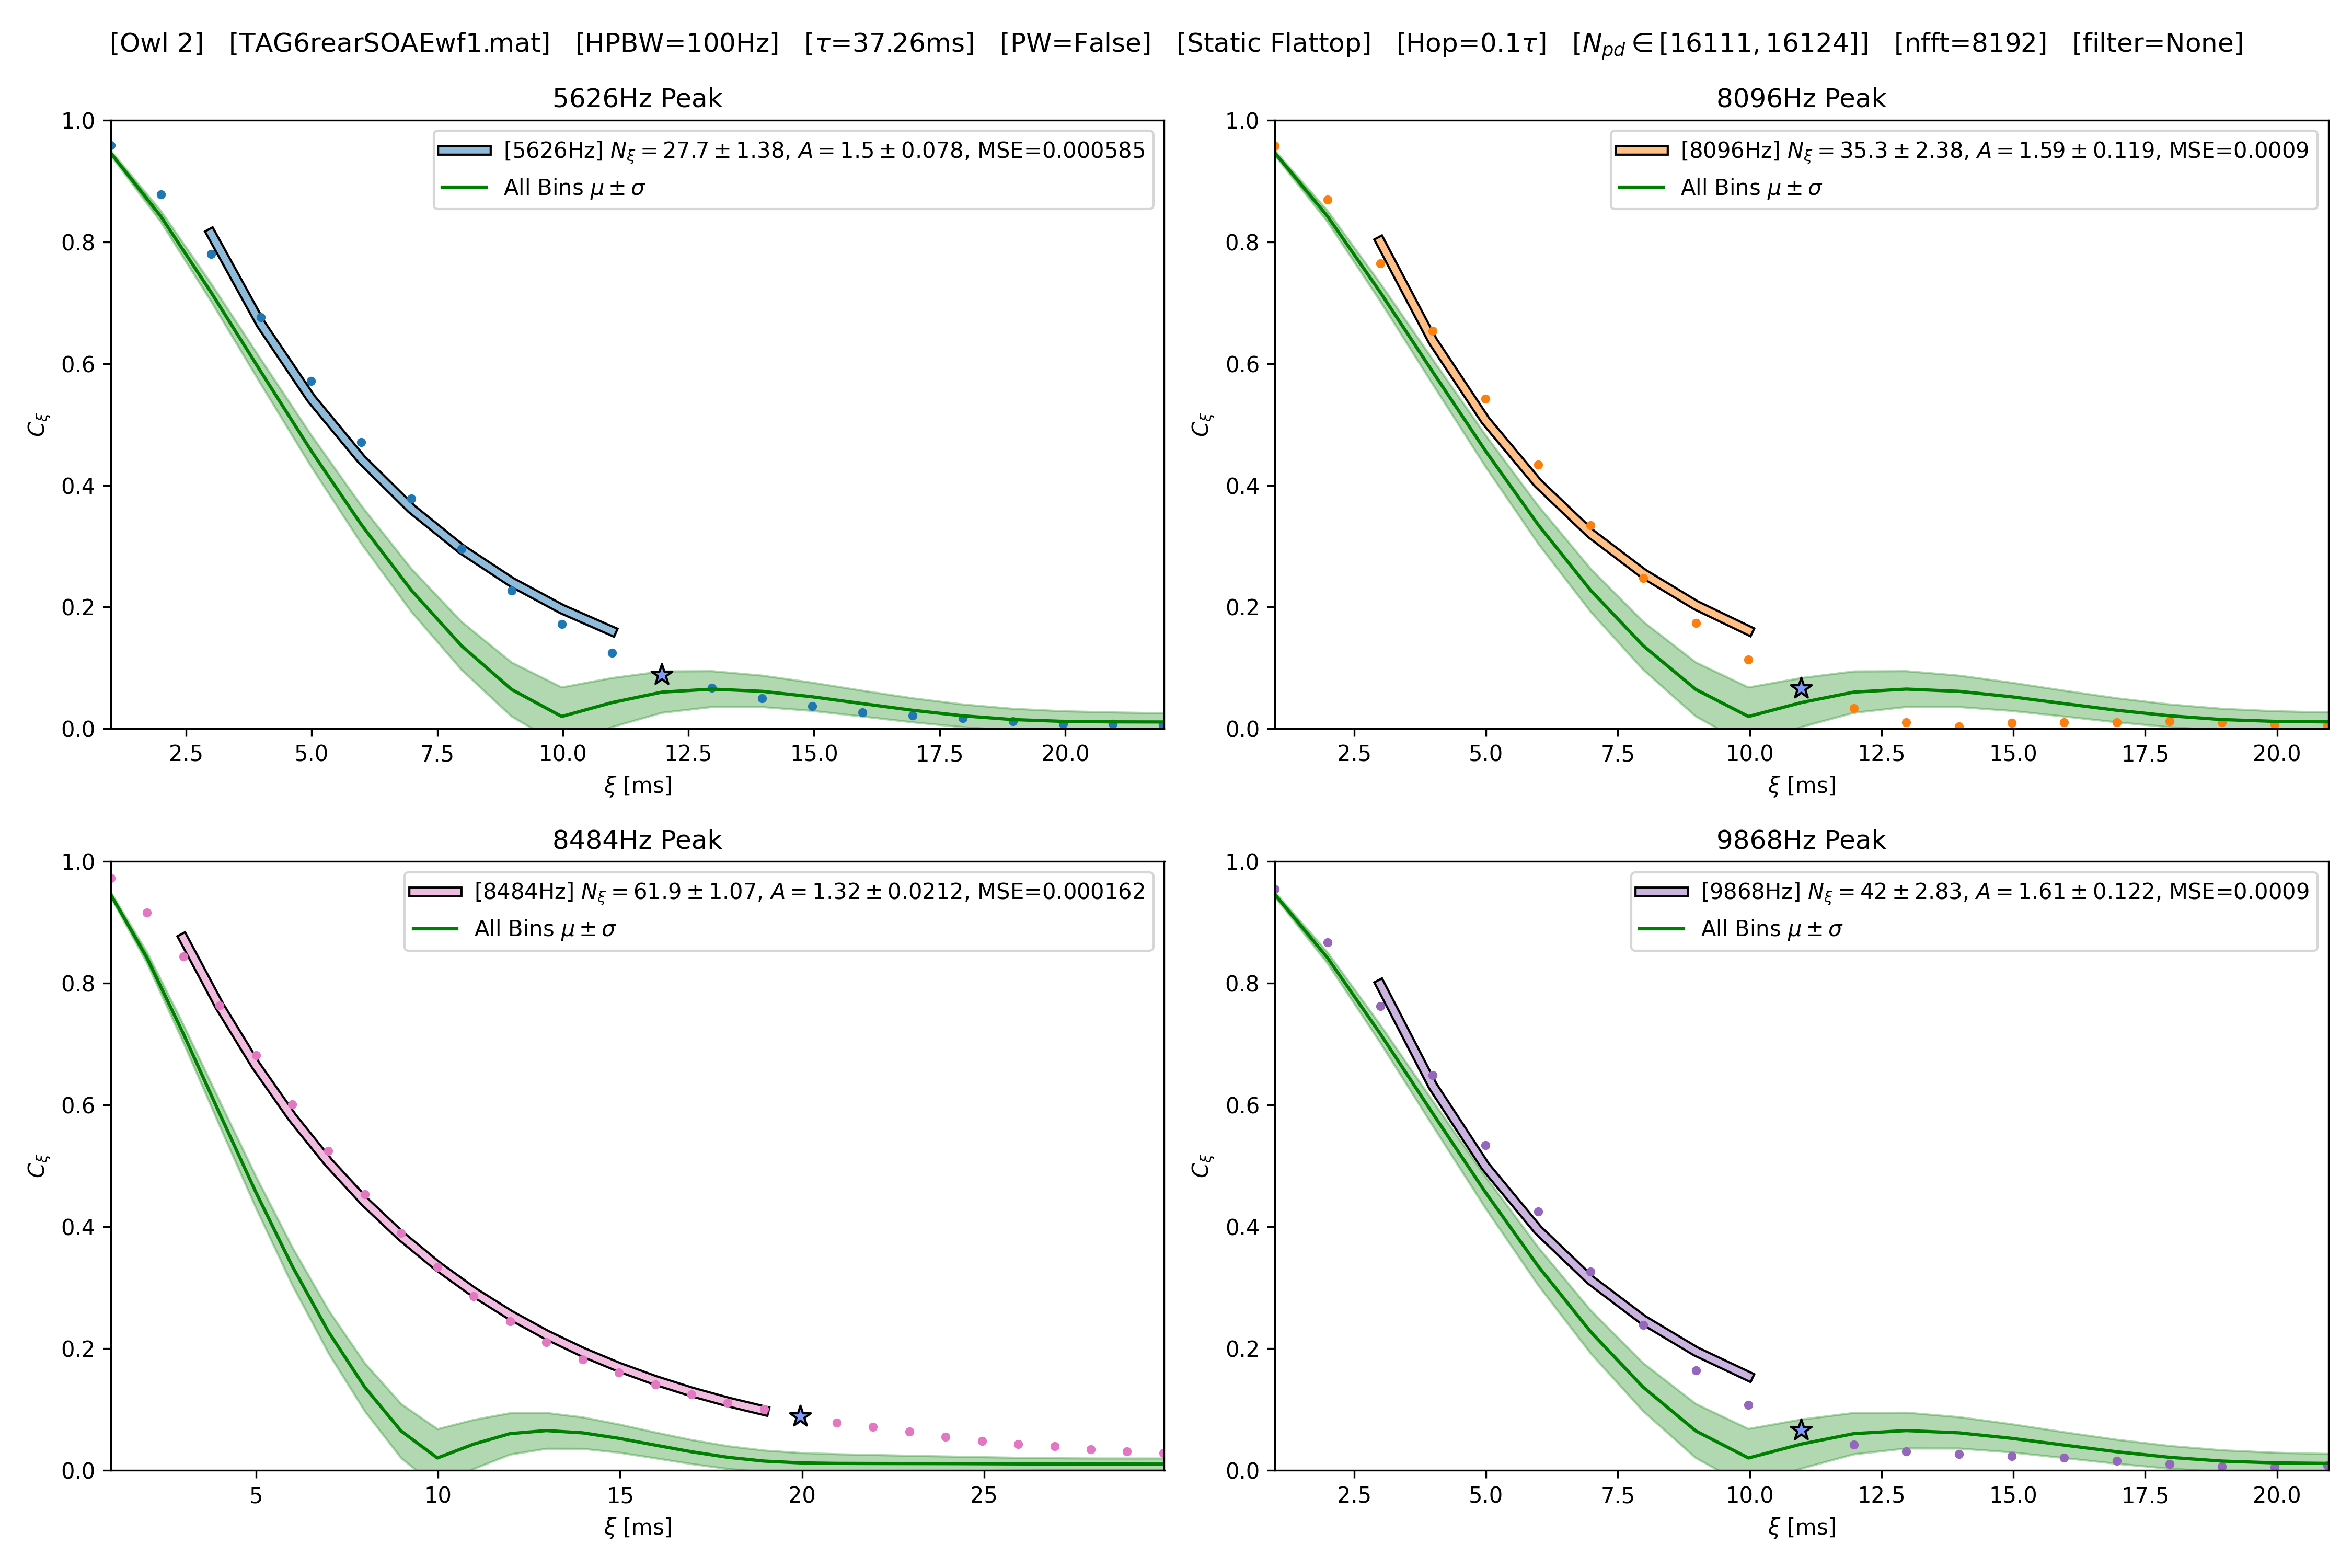 [Owl 2] [TAG6rearSOAEwf1.mat] [HPBW=100Hz] [τ=37.26ms] [PW=False] [Static Flattop] [Hop=0.1τ] [N_pd ∈ [16111, 16124]] [nfft=8192] [filter=None]
5626Hz Peak
[5626Hz] N_ξ = 27.7 ± 1.38, A = 1.5 ± 0.078, MSE=0.000585
All Bins μ ± σ
1.0
0.8
0.6
0.4
0.2
0.0
C_ξ
2.5 5.0 7.5 10.0 12.5 15.0 17.5 20.0
ξ [ms]
8096Hz Peak
[8096Hz] N_ξ = 35.3 ± 2.38, A = 1.59 ± 0.119, MSE=0.0009
All Bins μ ± σ
1.0
0.8
0.6
0.4
0.2
0.0
C_ξ
2.5 5.0 7.5 10.0 12.5 15.0 17.5 20.0
ξ [ms]
8484Hz Peak
[8484Hz] N_ξ = 61.9 ± 1.07, A = 1.32 ± 0.0212, MSE=0.000162
All Bins μ ± σ
1.0
0.8
0.6
0.4
0.2
0.0
C_ξ
5 10 15 20 25
ξ [ms]
9868Hz Peak
[9868Hz] N_ξ = 42 ± 2.83, A = 1.61 ± 0.122, MSE=0.0009
All Bins μ ± σ
1.0
0.8
0.6
0.4
0.2
0.0
C_ξ
2.5 5.0 7.5 10.0 12.5 15.0 17.5 20.0
ξ [ms]